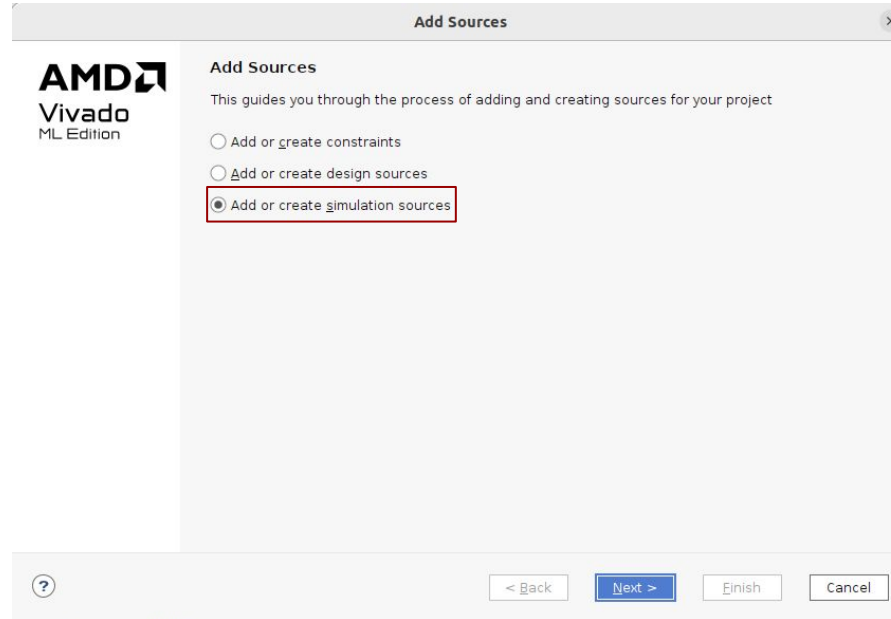 Add Sources
AMD
Vivado
ML Edition
Add Sources
This guides you through the process of adding and creating sources for your project
Add or create constraints
Add or create design sources
Add or create simulation sources
?
< Back
Next >
Finish
Cancel